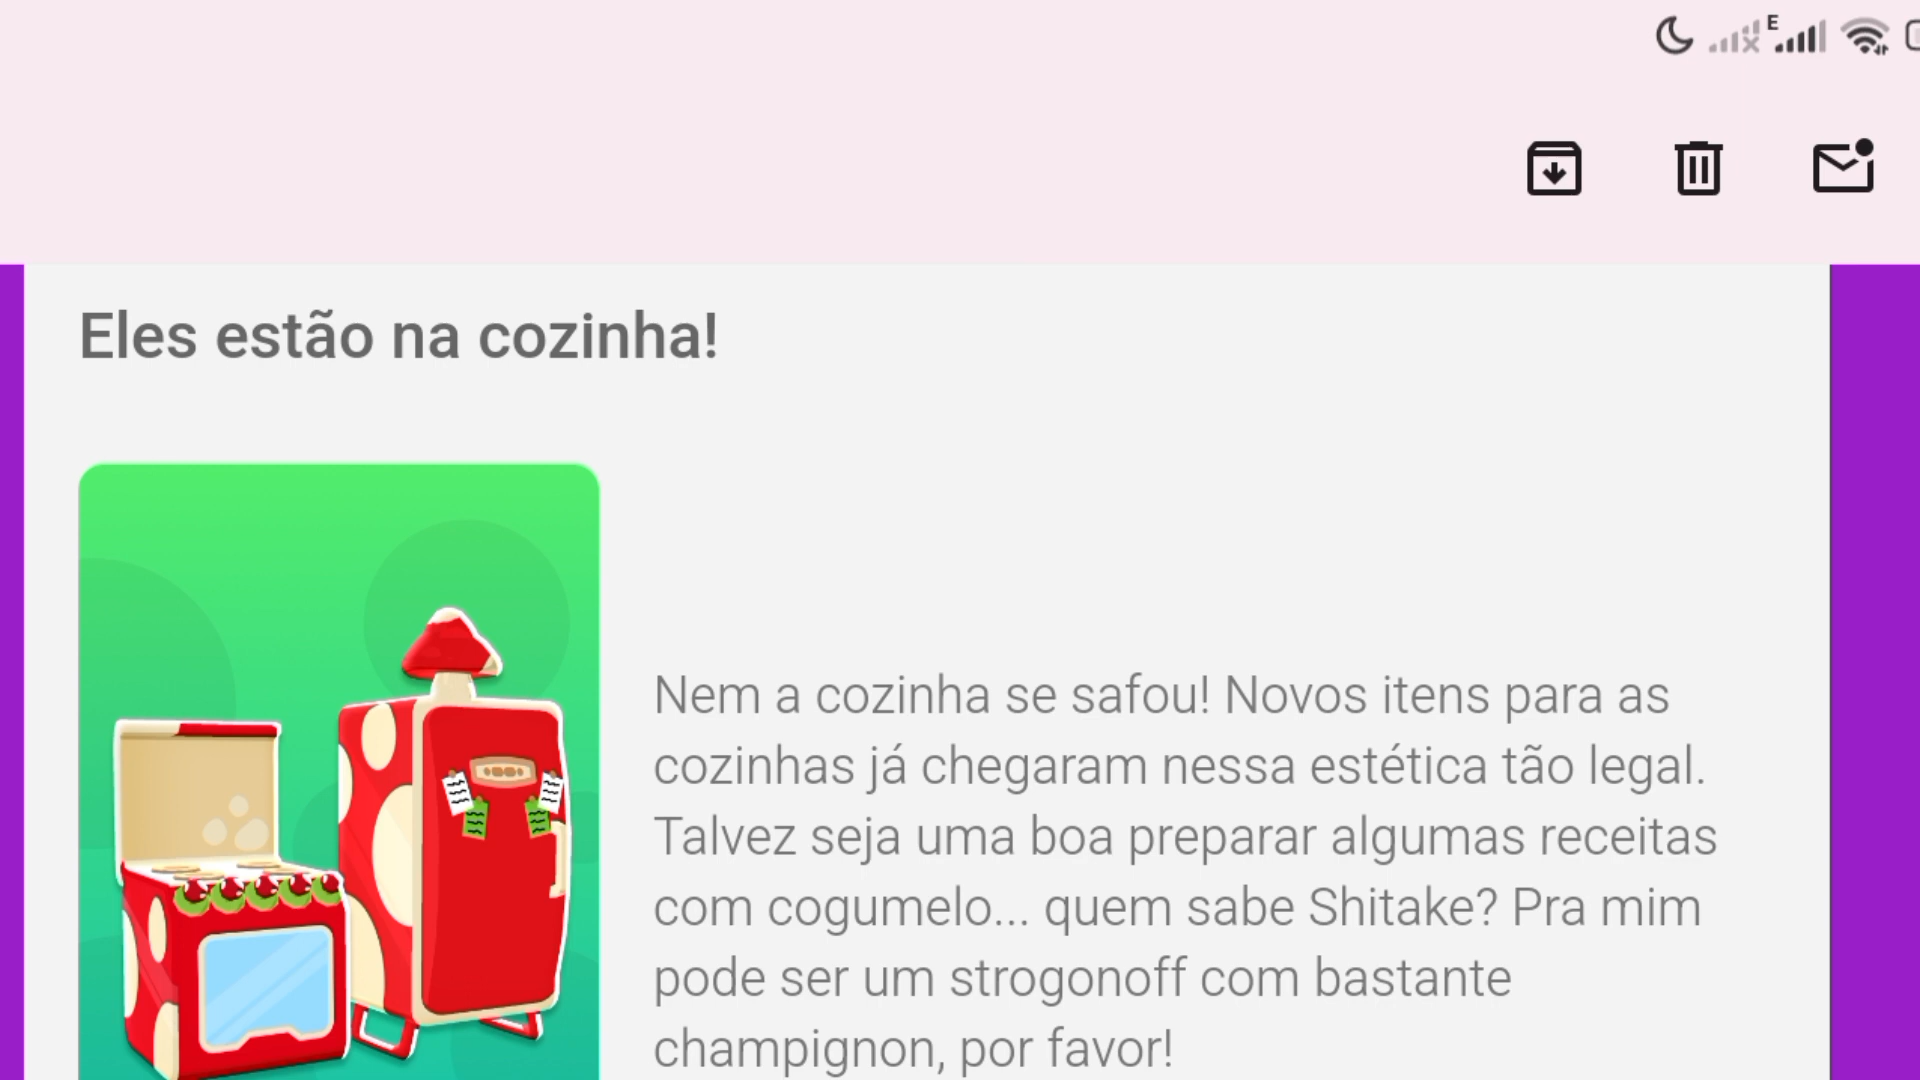 E
Eles estão na cozinha!
Nem a cozinha se safou! Novos itens para as
cozinhas já chegaram nessa estética tão legal.
Talvez seja uma boa preparar algumas receitas
com cogumelo... quem sabe Shitake? Pra mim
pode ser um strogonoff com bastante
champignon, por favor!